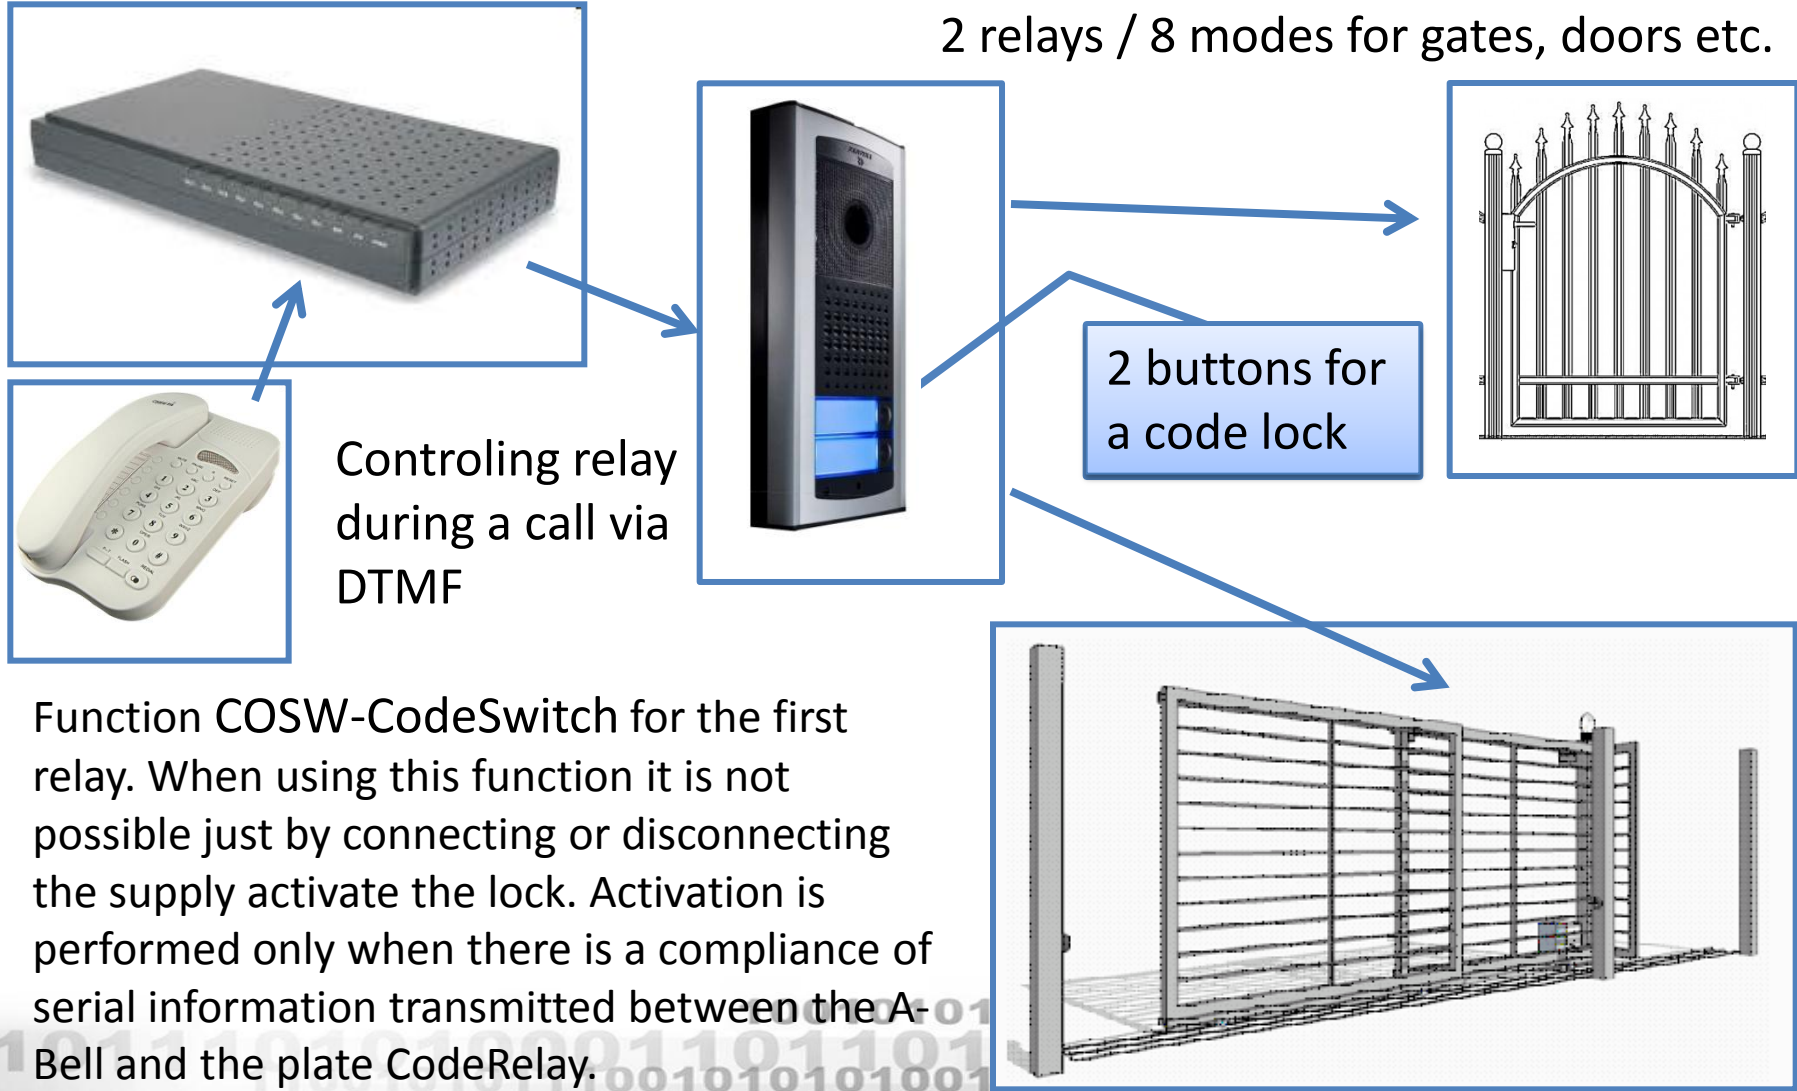 2 relays / 8 modes for gates, doors etc.
2 buttons for
a code lock
Controling relay
during a call via
DTMF
Function COSW-CodeSwitch for the first
relay. When using this function it is not
possible just by connecting or disconnecting
the supply activate the lock. Activation is
performed only when there is a compliance of
serial information transmitted between the A-
Bell and the plate CodeRelay.